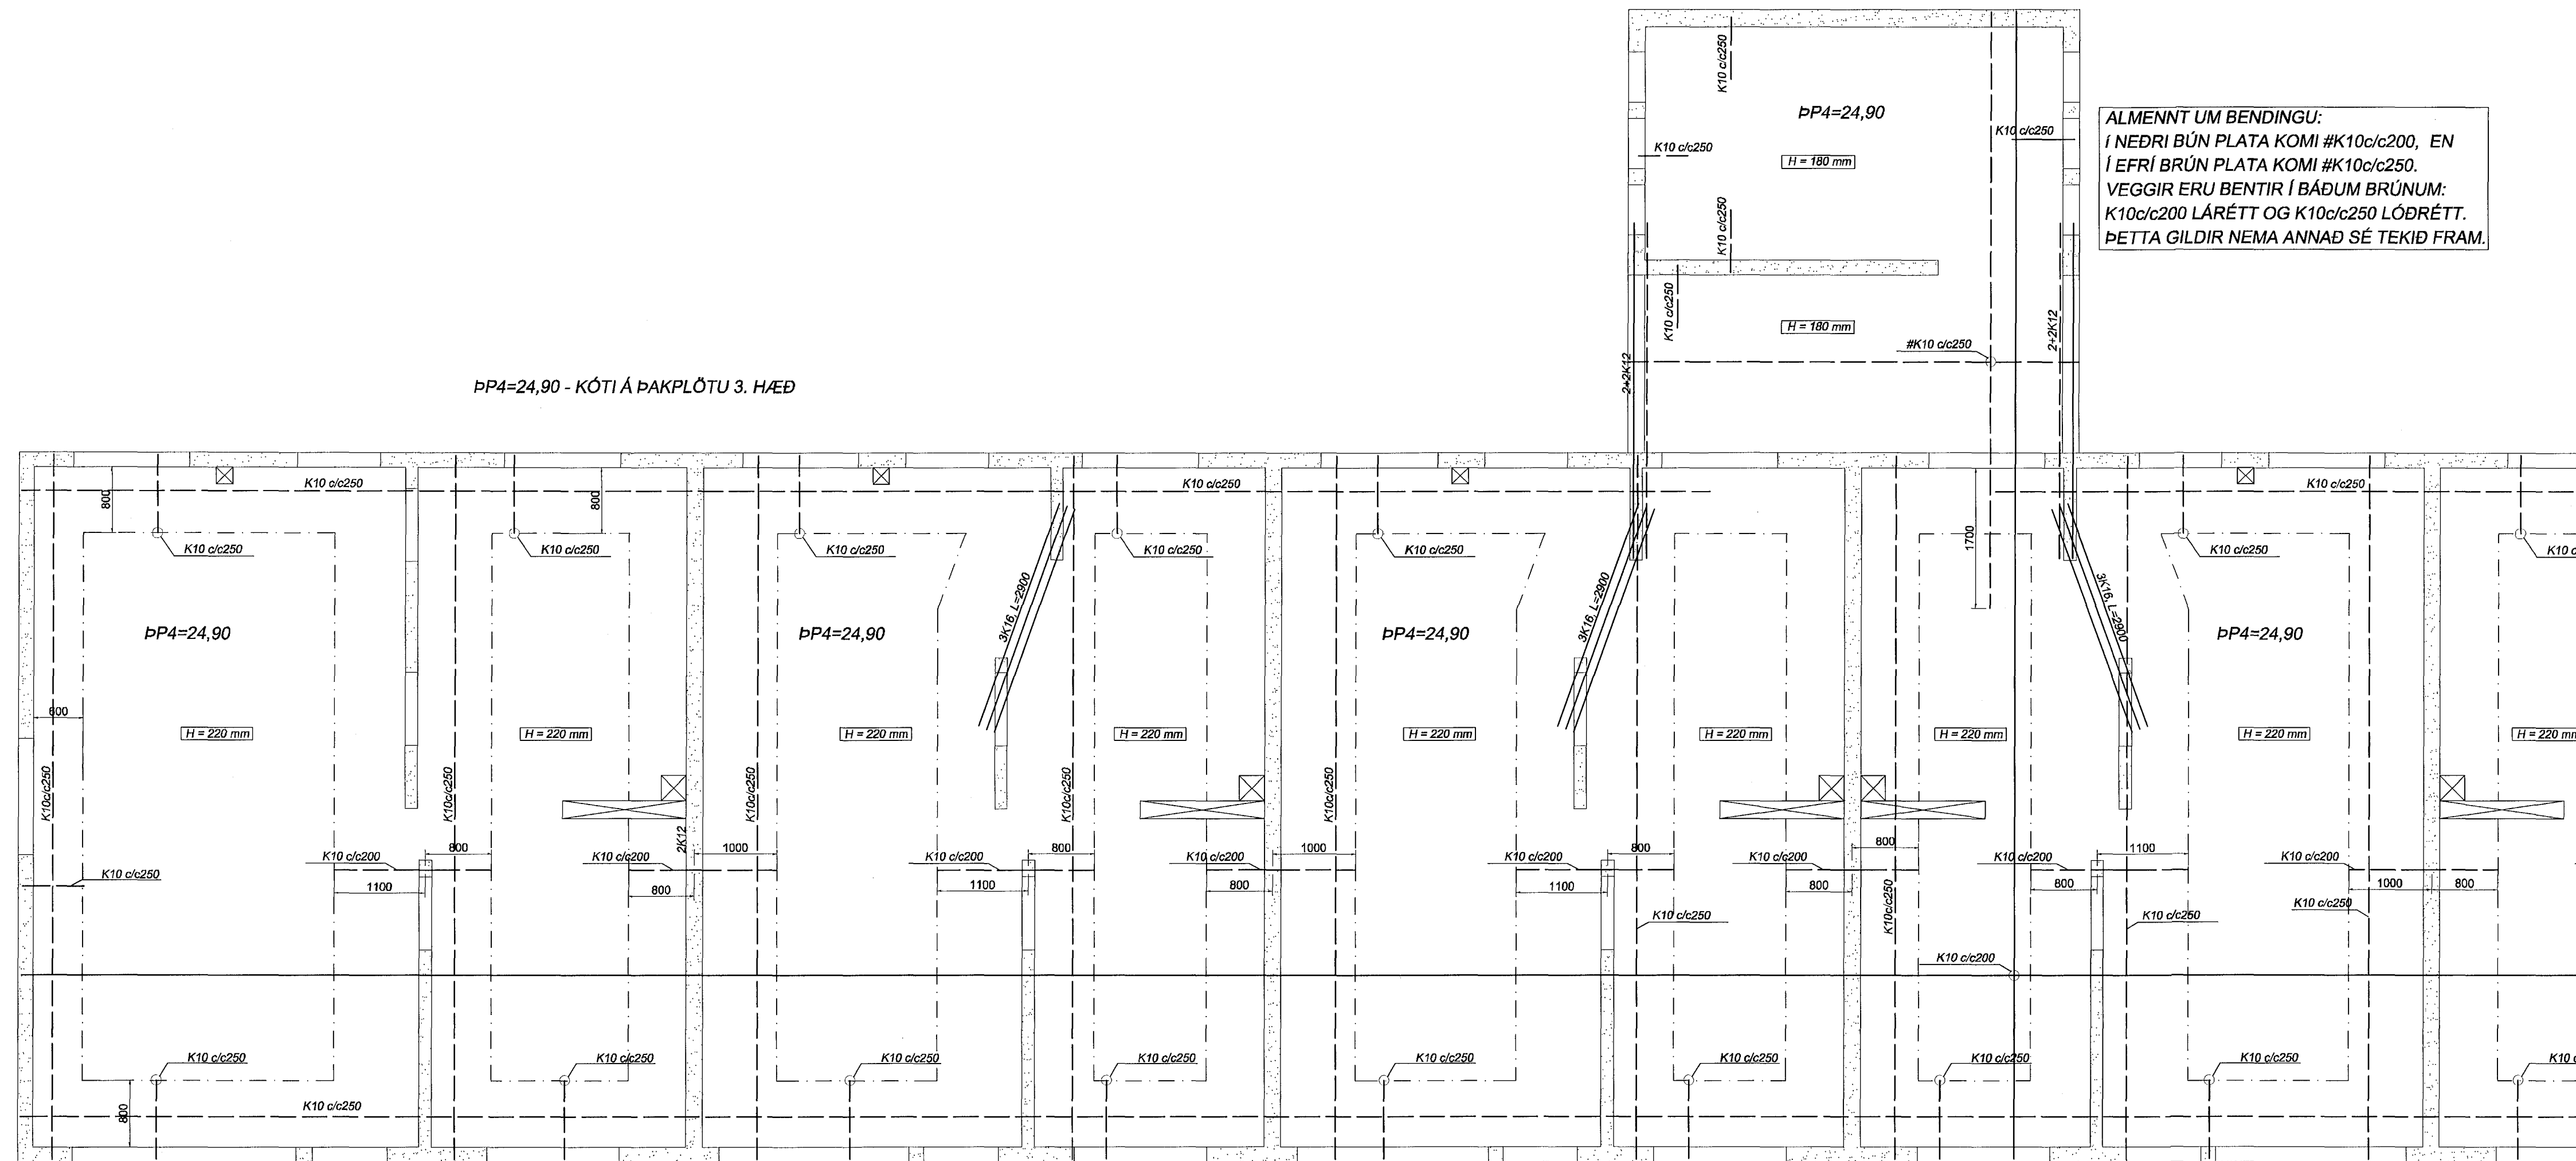 K10 c/c250
ÞP4=24,90
K10 c/c250
K10 c/c250
H = 180 mm
K10 c/c250
K10 c/c250
H = 180 mm
#K10 c/c250
2+2K12
2+2K12
ALMENNT UM BENDINGU:
Í NEÐRI BÚN PLATA KOMI #K10c/c200, EN
Í EFRÍ BRÚN PLATA KOMI #K10c/c250.
VEGGIR ERU BENTIR Í BÁÐUM BRÚNUM:
K10c/c200 LÁRÉTT OG K10c/c250 LÓÐRÉTT.
ÞETTA GILDIR NEMA ANNAÐ SÉ TEKIÐ FRAM.
ÞP4=24,90 - KÓTI Á ÞAKPLÖTU 3. HÆÐ
K10 c/c250
K10 c/c250
K10 c/c250
800
800
1700
K10 c/c250
K10 c/c250
K10 c/c250
K10 c/c250
K10 c/c250
K10 c/c250
3K16, L=2900
3K16, L=2900
3K16, L=2900
ÞP4=24,90
ÞP4=24,90
ÞP4=24,90
ÞP4=24,90
600
H = 220 mm
H = 220 mm
H = 220 mm
H = 220 mm
H = 220 mm
H = 220 mm
H = 220 mm
H = 220 mm
H = 220 mm
K10c/c250
K10c/c250
K10c/c250
K10c/c250
K10c/c250
2K12
800
1000
800
1000
800
800
1100
K10 c/c200
K10 c/c200
K10 c/c200
K10 c/c200
K10 c/c200
K10 c/c200
K10 c/c200
K10 c/c200
K10 c/c250
1100
800
1100
800
1100
800
800
1000
800
K10c/c250
K10 c/c250
K10 c/c250
K10 c/c250
K10 c/c200
K10 c/c250
K10 c/c250
K10 c/c250
K10 c/c250
K10 c/c250
K10 c/c250
K10 c/c250
K10 c/c250
800
K10 c/c250